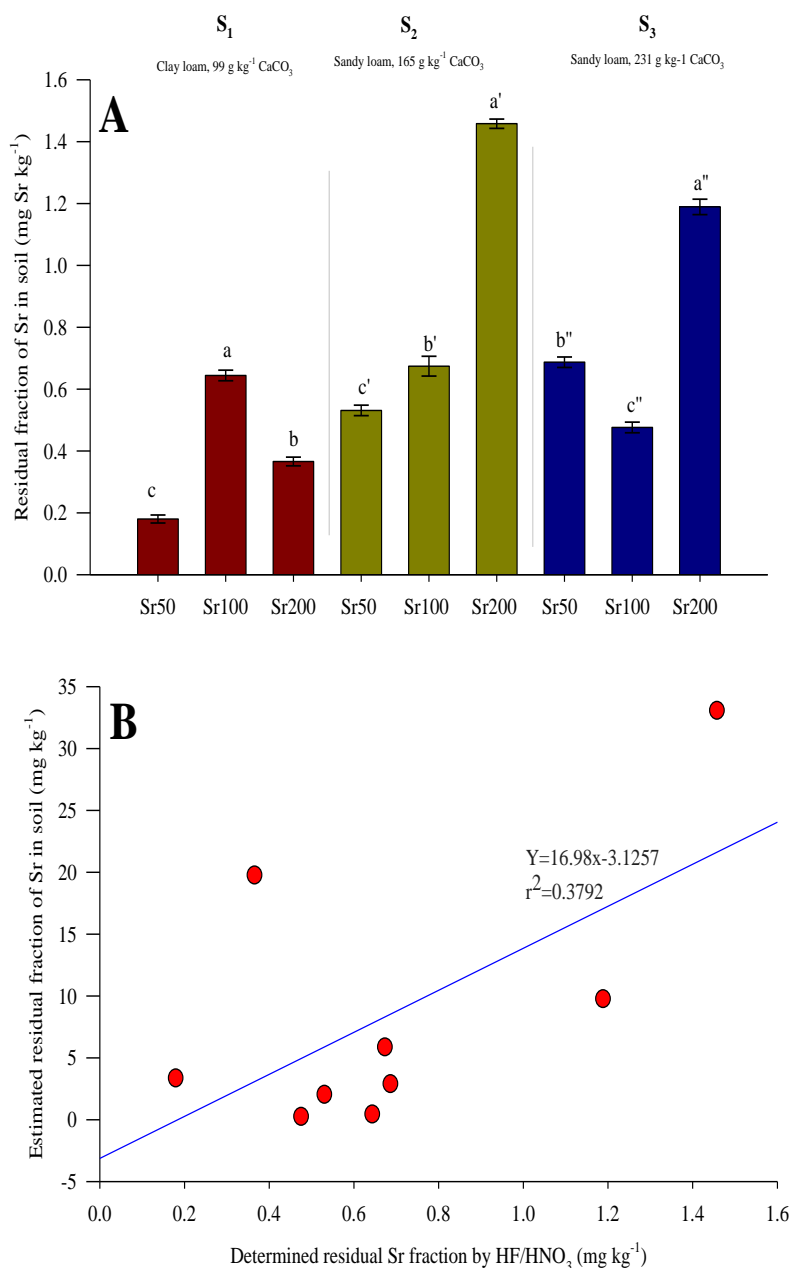 S₁ S₂ S₃
Clay loam, 99 g kg⁻¹ CaCO₃ Sandy loam, 165 g kg⁻¹ CaCO₃ Sandy loam, 231 g kg-1 CaCO₃
A
Residual fraction of Sr in soil (mg Sr kg⁻¹)
1.6
1.4
1.2
1.0
0.8
0.6
0.4
0.2
0.0
c a b c' b' a' b'' c'' a''
Sr50 Sr100 Sr200 Sr50 Sr100 Sr200 Sr50 Sr100 Sr200
B
Estimated residual fraction of Sr in soil (mg kg⁻¹)
35
30
25
20
15
10
5
0
-5
Y=16.98x-3.1257
r²=0.3792
0.0 0.2 0.4 0.6 0.8 1.0 1.2 1.4 1.6
Determined residual Sr fraction by HF/HNO₃ (mg kg⁻¹)